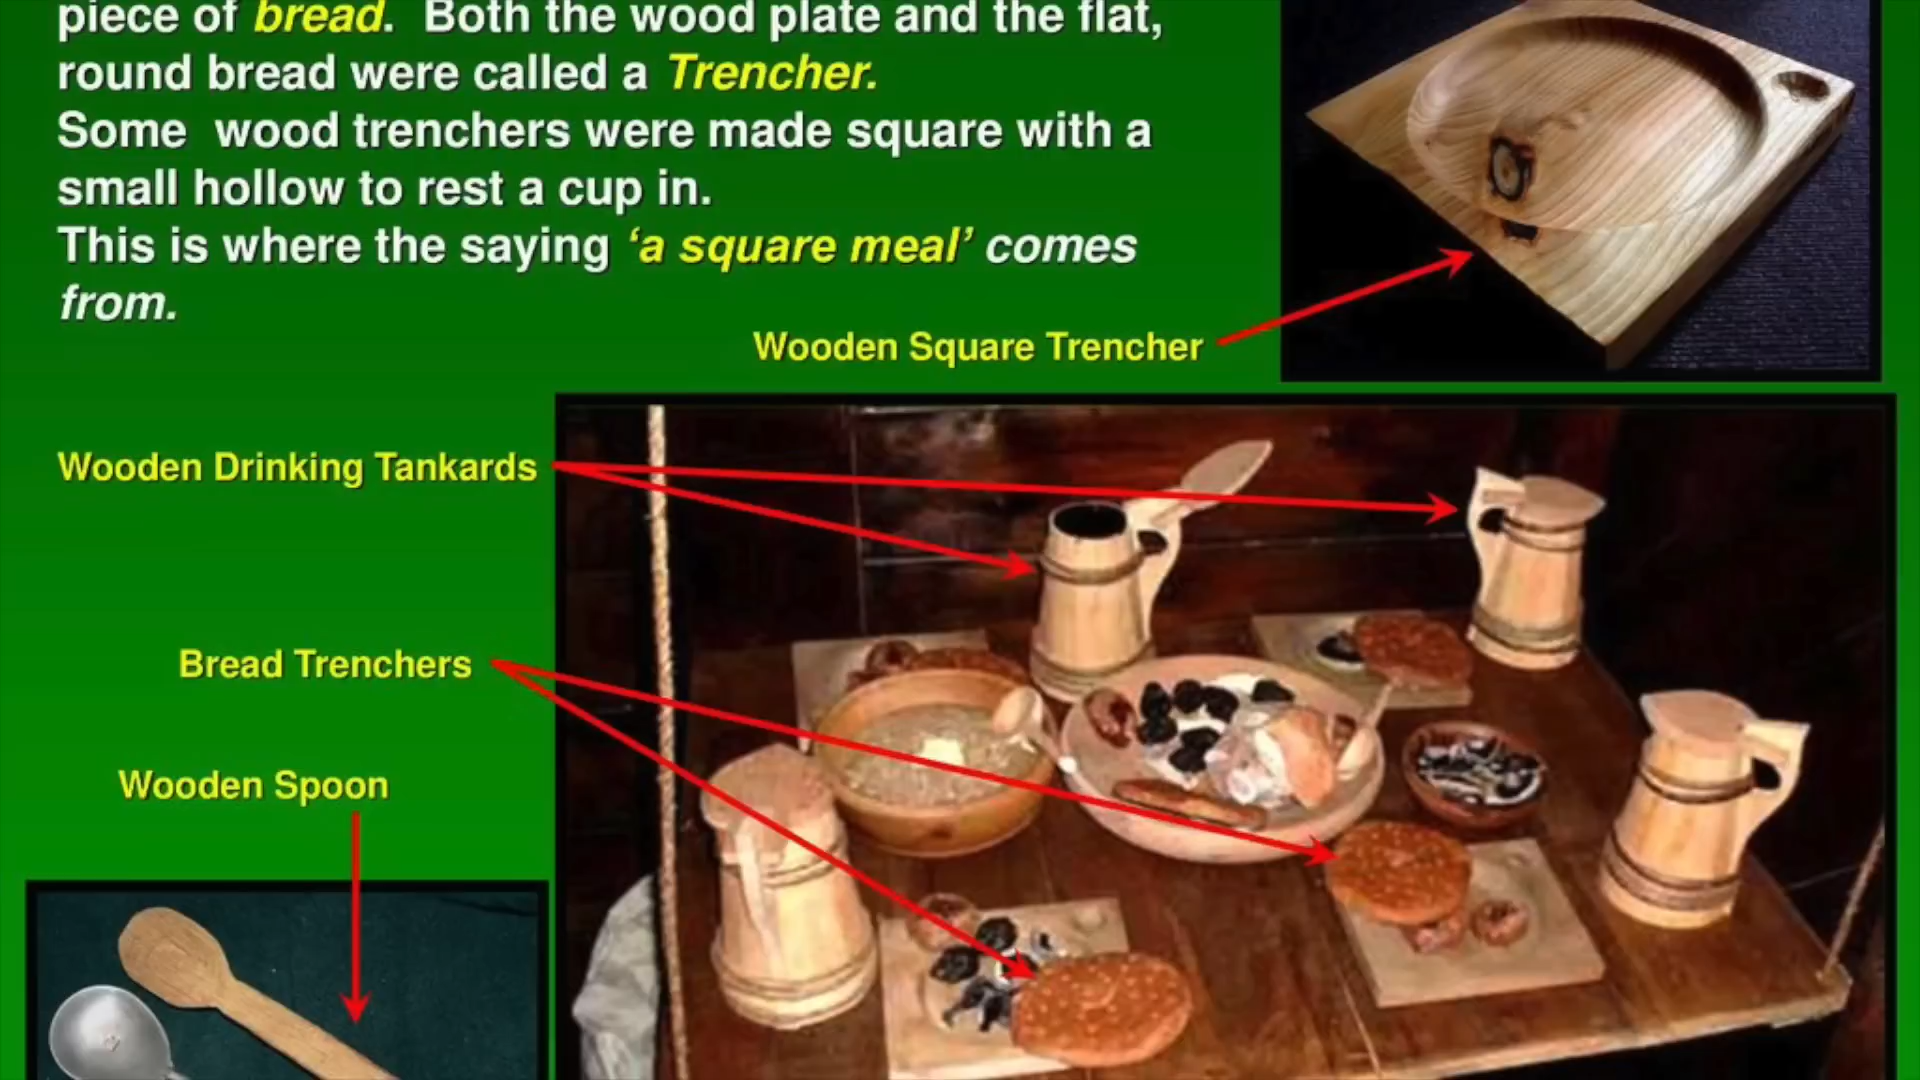 piece of bread. Both the wood plate and the flat,
round bread were called a Trencher.
Some wood trenchers were made square with a
small hollow to rest a cup in.
This is where the saying ‘a square meal’ comes
from.
Wooden Square Trencher
Wooden Drinking Tankards
Bread Trenchers
Wooden Spoon